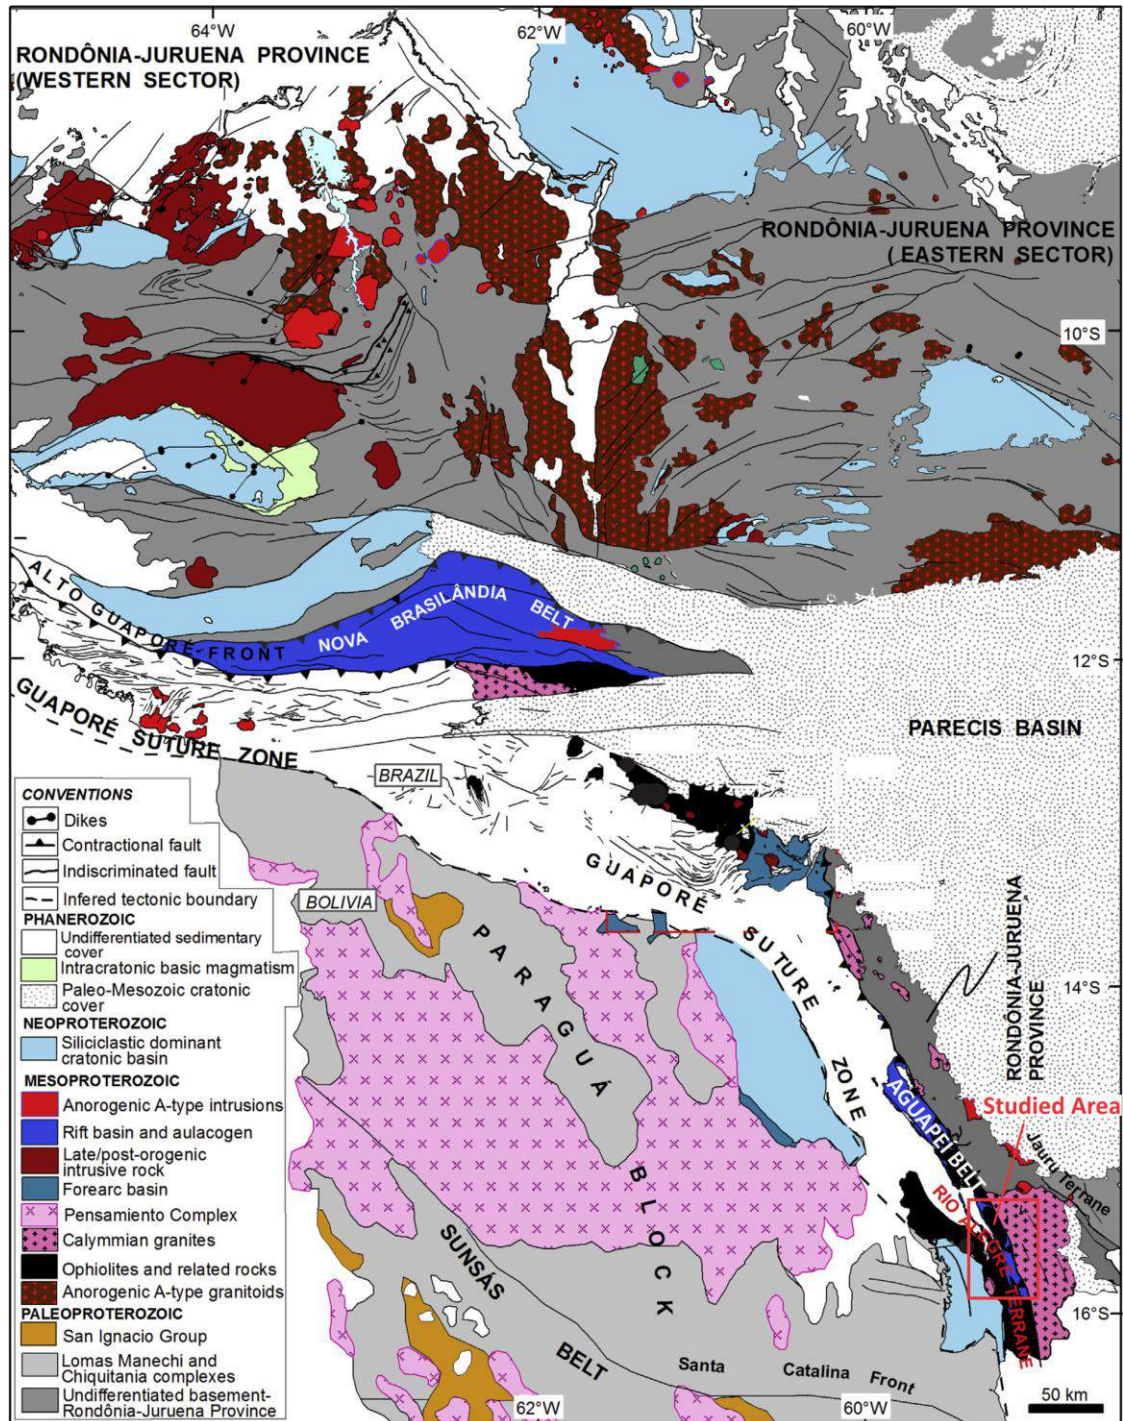 64°W
62°W
60°W
RONDÔNIA-JURUENA PROVINCE
(WESTERN SECTOR)
RONDÔNIA-JURUENA PROVINCE
( EASTERN SECTOR)
10°S
ALTO GUAPORÉ FRONT
NOVA BRASILÂNDIA BELT
12°S
GUAPORÉ SUTURE ZONE
PARECIS BASIN
BRAZIL
BOLIVIA
GUAPORÉ SUTURE ZONE
PARAGUÁ BLOCK
14°S
RONDÔNIA-JURUENA
PROVINCE
Studied Area
AGUAPEÍ BELT
Jauru Terrane
RIO ALEGRE TERRANE
SUNSÁS BELT
16°S
Santa Catalina Front
62°W
60°W
50 km
CONVENTIONS
Dikes
Contractional fault
Indiscriminated fault
Infered tectonic boundary
PHANEROZOIC
Undifferentiated sedimentary
cover
Intracratonic basic magmatism
Paleo-Mesozoic cratonic
cover
NEOPROTEROZOIC
Siliciclastic dominant
cratonic basin
MESOPROTEROZOIC
Anorogenic A-type intrusions
Rift basin and aulacogen
Late/post-orogenic
intrusive rock
Forearc basin
Pensamiento Complex
Calymmian granites
Ophiolites and related rocks
Anorogenic A-type granitoids
PALEOPROTEROZOIC
San Ignacio Group
Lomas Manechi and
Chiquitania complexes
Undifferentiated basement-
Rondônia-Juruena Province